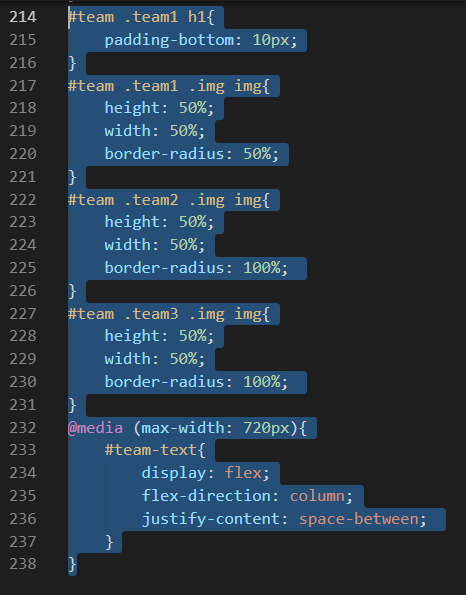 214 #team .team1 h1{
215     padding-bottom: 10px;
216 }
217 #team .team1 .img img{
218     height: 50%;
219     width: 50%;
220     border-radius: 50%;
221 }
222 #team .team2 .img img{
223     height: 50%;
224     width: 50%;
225     border-radius: 100%;
226 }
227 #team .team3 .img img{
228     height: 50%;
229     width: 50%;
230     border-radius: 100%;
231 }
232 @media (max-width: 720px){
233     #team-text{
234         display: flex;
235         flex-direction: column;
236         justify-content: space-between;
237     }
238 }